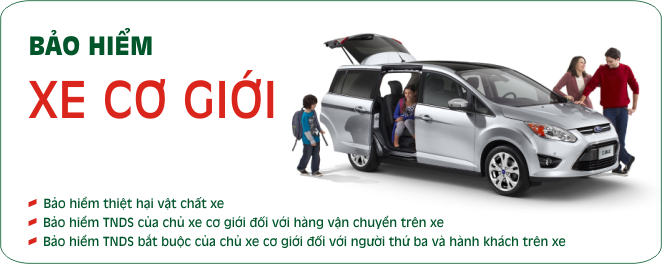 BẢO HIỂM
XE CƠ GIỚI
Bảo hiểm thiệt hại vật chất xe
Bảo hiểm TNDS của chủ xe cơ giới đối với hàng vận chuyển trên xe
Bảo hiểm TNDS bắt buộc của chủ xe cơ giới đối với người thứ ba và hành khách trên xe